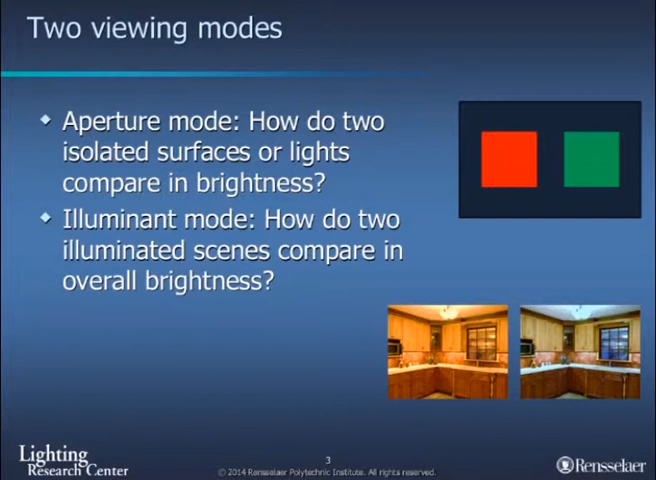 Two viewing modes
Aperture mode: How do two
isolated surfaces or lights
compare in brightness?
Illuminant mode: How do two
illuminated scenes compare in
overall brightness?
Lighting
Research Center
3
© 2014 Rensselaer Polytechnic Institute. All rights reserved.
Rensselaer